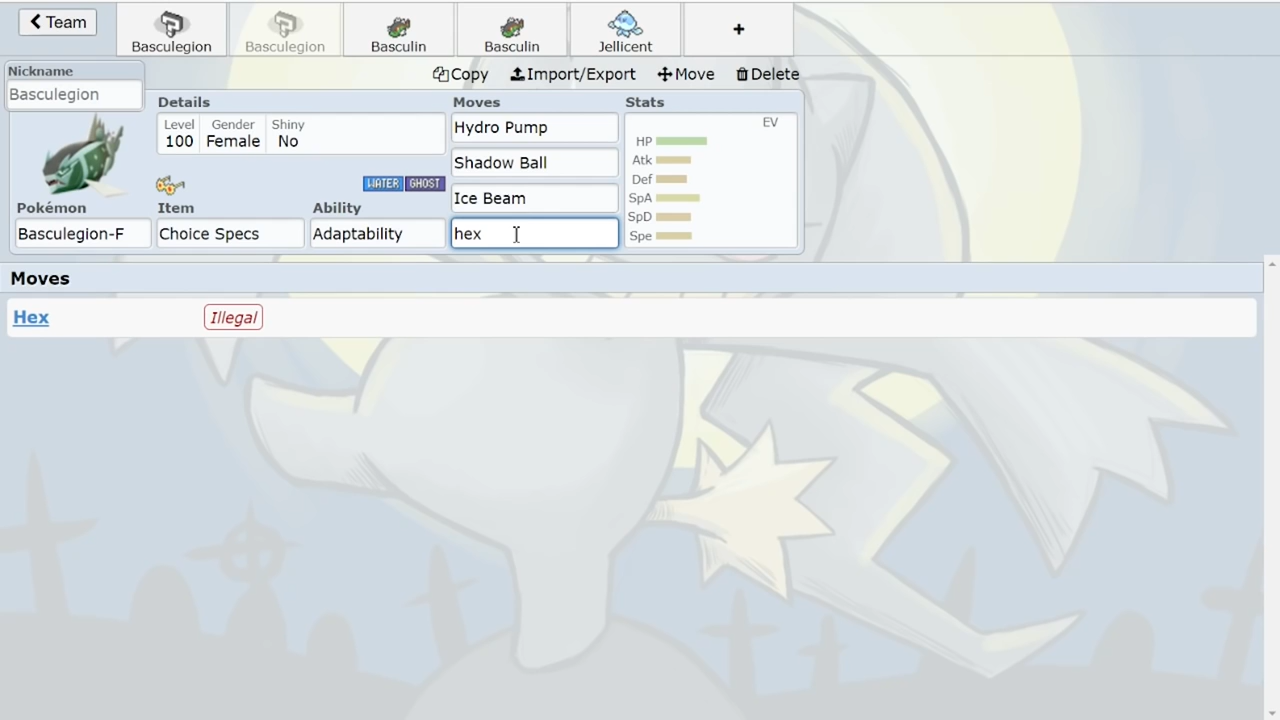 Team
Basculegion
Basculegion
Basculin
Basculin
Jellicent
+
Copy
Import/Export
Move
Delete
Nickname
Basculegion
Details
Level
100
Gender
Female
Shiny
No
WATER GHOST
Pokémon
Basculegion-F
Item
Choice Specs
Ability
Adaptability
Moves
Hydro Pump
Shadow Ball
Ice Beam
hex
Stats
EV
HP
Atk
Def
SpA
SpD
Spe
Moves
Hex Illegal